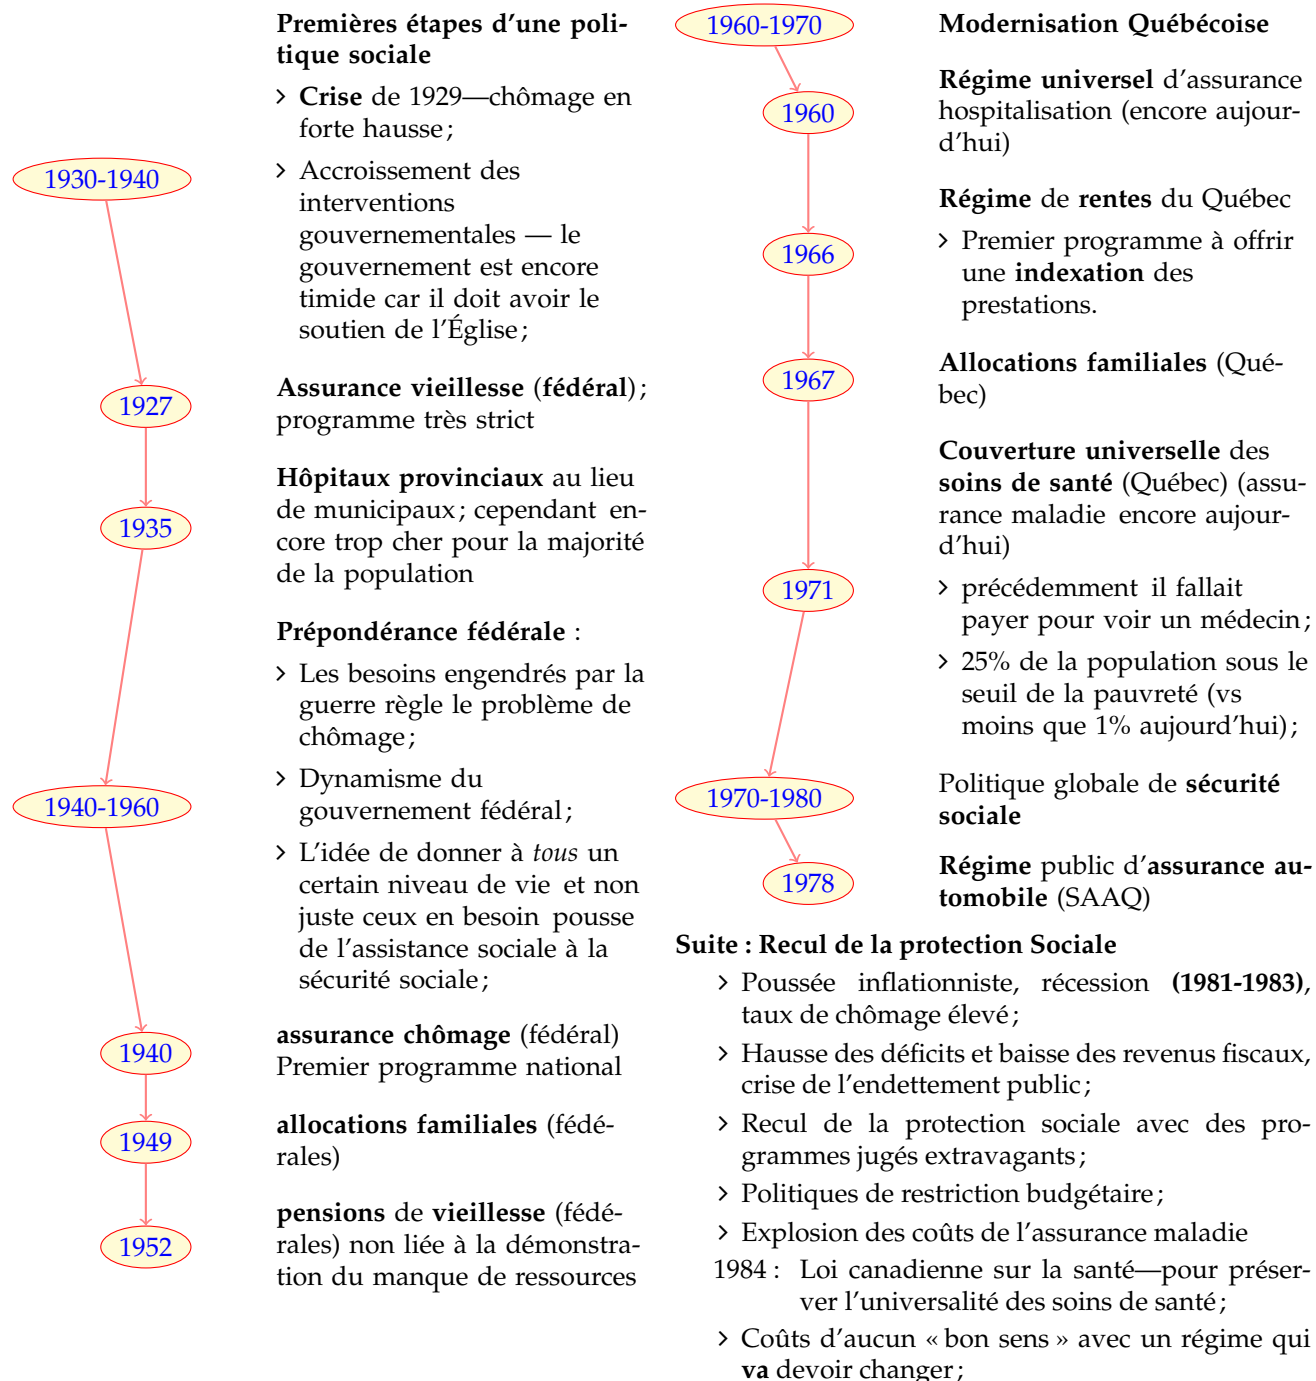 Premières étapes d'une poli-
tique sociale
> Crise de 1929—chômage en
forte hausse ;
1930-1940
> Accroissement des
interventions
gouvernementales — le
gouvernement est encore
timide car il doit avoir le
soutien de l'Église ;
1927
Assurance vieillesse (fédéral) ;
programme très strict
1935
Hôpitaux provinciaux au lieu
de municipaux ; cependant en-
core trop cher pour la majorité
de la population
1940-1960
Prépondérance fédérale :
> Les besoins engendrés par la
guerre règle le problème de
chômage ;
> Dynamisme du
gouvernement fédéral ;
> L'idée de donner à tous un
certain niveau de vie et non
juste ceux en besoin pousse
de l'assistance sociale à la
sécurité sociale ;
1940
assurance chômage (fédéral)
Premier programme national
1949
allocations familiales (fédé-
rales)
1952
pensions de vieillesse (fédé-
rales) non liée à la démonstra-
tion du manque de ressources
1960-1970
Modernisation Québécoise
1960
Régime universel d'assurance
hospitalisation (encore aujour-
d'hui)
1966
Régime de rentes du Québec
> Premier programme à offrir
une indexation des
prestations.
1967
Allocations familiales (Qué-
bec)
1971
Couverture universelle des
soins de santé (Québec) (assu-
rance maladie encore aujour-
d'hui)
> précédemment il fallait
payer pour voir un médecin ;
> 25% de la population sous le
seuil de la pauvreté (vs
moins que 1% aujourd'hui) ;
1970-1980
Politique globale de sécurité
sociale
1978
Régime public d'assurance au-
tomobile (SAAQ)
Suite : Recul de la protection Sociale
> Poussée inflationniste, récession (1981-1983),
taux de chômage élevé ;
> Hausse des déficits et baisse des revenus fiscaux,
crise de l'endettement public ;
> Recul de la protection sociale avec des pro-
grammes jugés extravagants ;
> Politiques de restriction budgétaire ;
> Explosion des coûts de l'assurance maladie
1984 : Loi canadienne sur la santé—pour préser-
ver l'universalité des soins de santé ;
> Coûts d'aucun « bon sens » avec un régime qui
va devoir changer ;